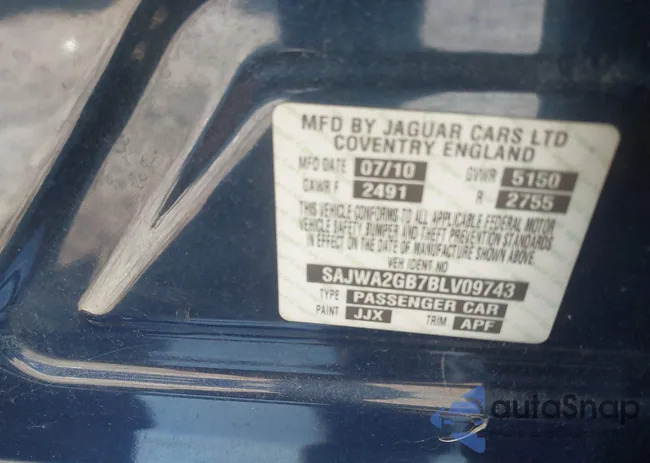 MFD BY JAGUAR CARS LTD
COVENTRY ENGLAND
MFD DATE 07/10 GVWR 5150
GAWR F 2491 R 2755
THIS VEHICLE CONFORMS TO ALL APPLICABLE FEDERAL MOTOR
VEHICLE SAFETY BUMPER AND THEFT PREVENTION STANDARDS
IN EFFECT ON THE DATE OF MANUFACTURE SHOWN ABOVE.
VEH IDENT NO
SAJWA2GB7BLV09743
TYPE PASSENGER CAR
PAINT JJX TRIM APF
autoSnap